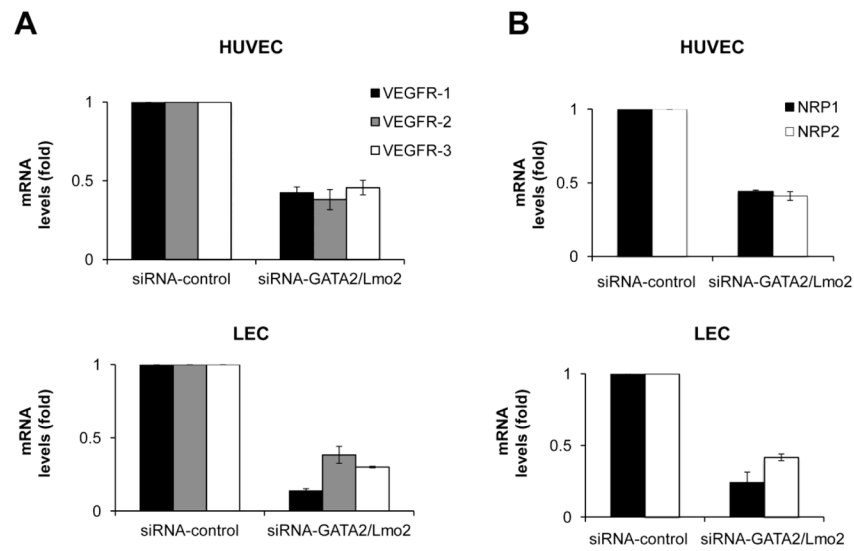 A
HUVEC
mRNA
levels (fold)
1
0.5
0
VEGFR-1
VEGFR-2
VEGFR-3
siRNA-control
siRNA-GATA2/Lmo2
LEC
mRNA
levels (fold)
1
0.5
0
siRNA-control
siRNA-GATA2/Lmo2
B
HUVEC
mRNA
levels (fold)
1
0.5
0
NRP1
NRP2
siRNA-control
siRNA-GATA2/Lmo2
LEC
mRNA
levels (fold)
1
0.5
0
siRNA-control
siRNA-GATA2/Lmo2